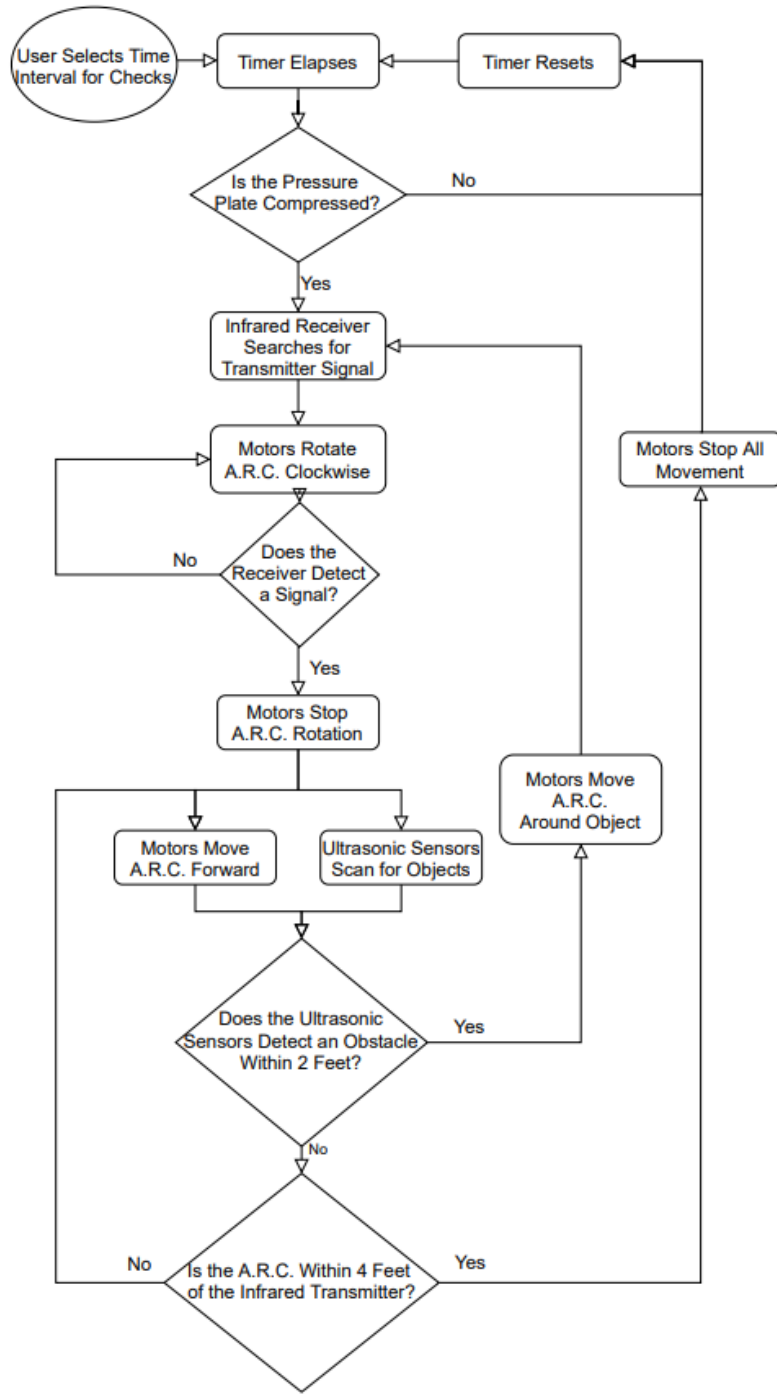 User Selects Time
Interval for Checks
Timer Elapses
Timer Resets
Is the Pressure
Plate Compressed?
No
Yes
Infrared Receiver
Searches for
Transmitter Signal
Motors Rotate
A.R.C. Clockwise
Motors Stop All
Movement
No
Does the
Receiver Detect
a Signal?
Yes
Motors Stop
A.R.C. Rotation
Motors Move
A.R.C.
Around Object
Motors Move
A.R.C. Forward
Ultrasonic Sensors
Scan for Objects
Does the Ultrasonic
Sensors Detect an Obstacle
Within 2 Feet?
Yes
No
No
Is the A.R.C. Within 4 Feet
of the Infrared Transmitter?
Yes